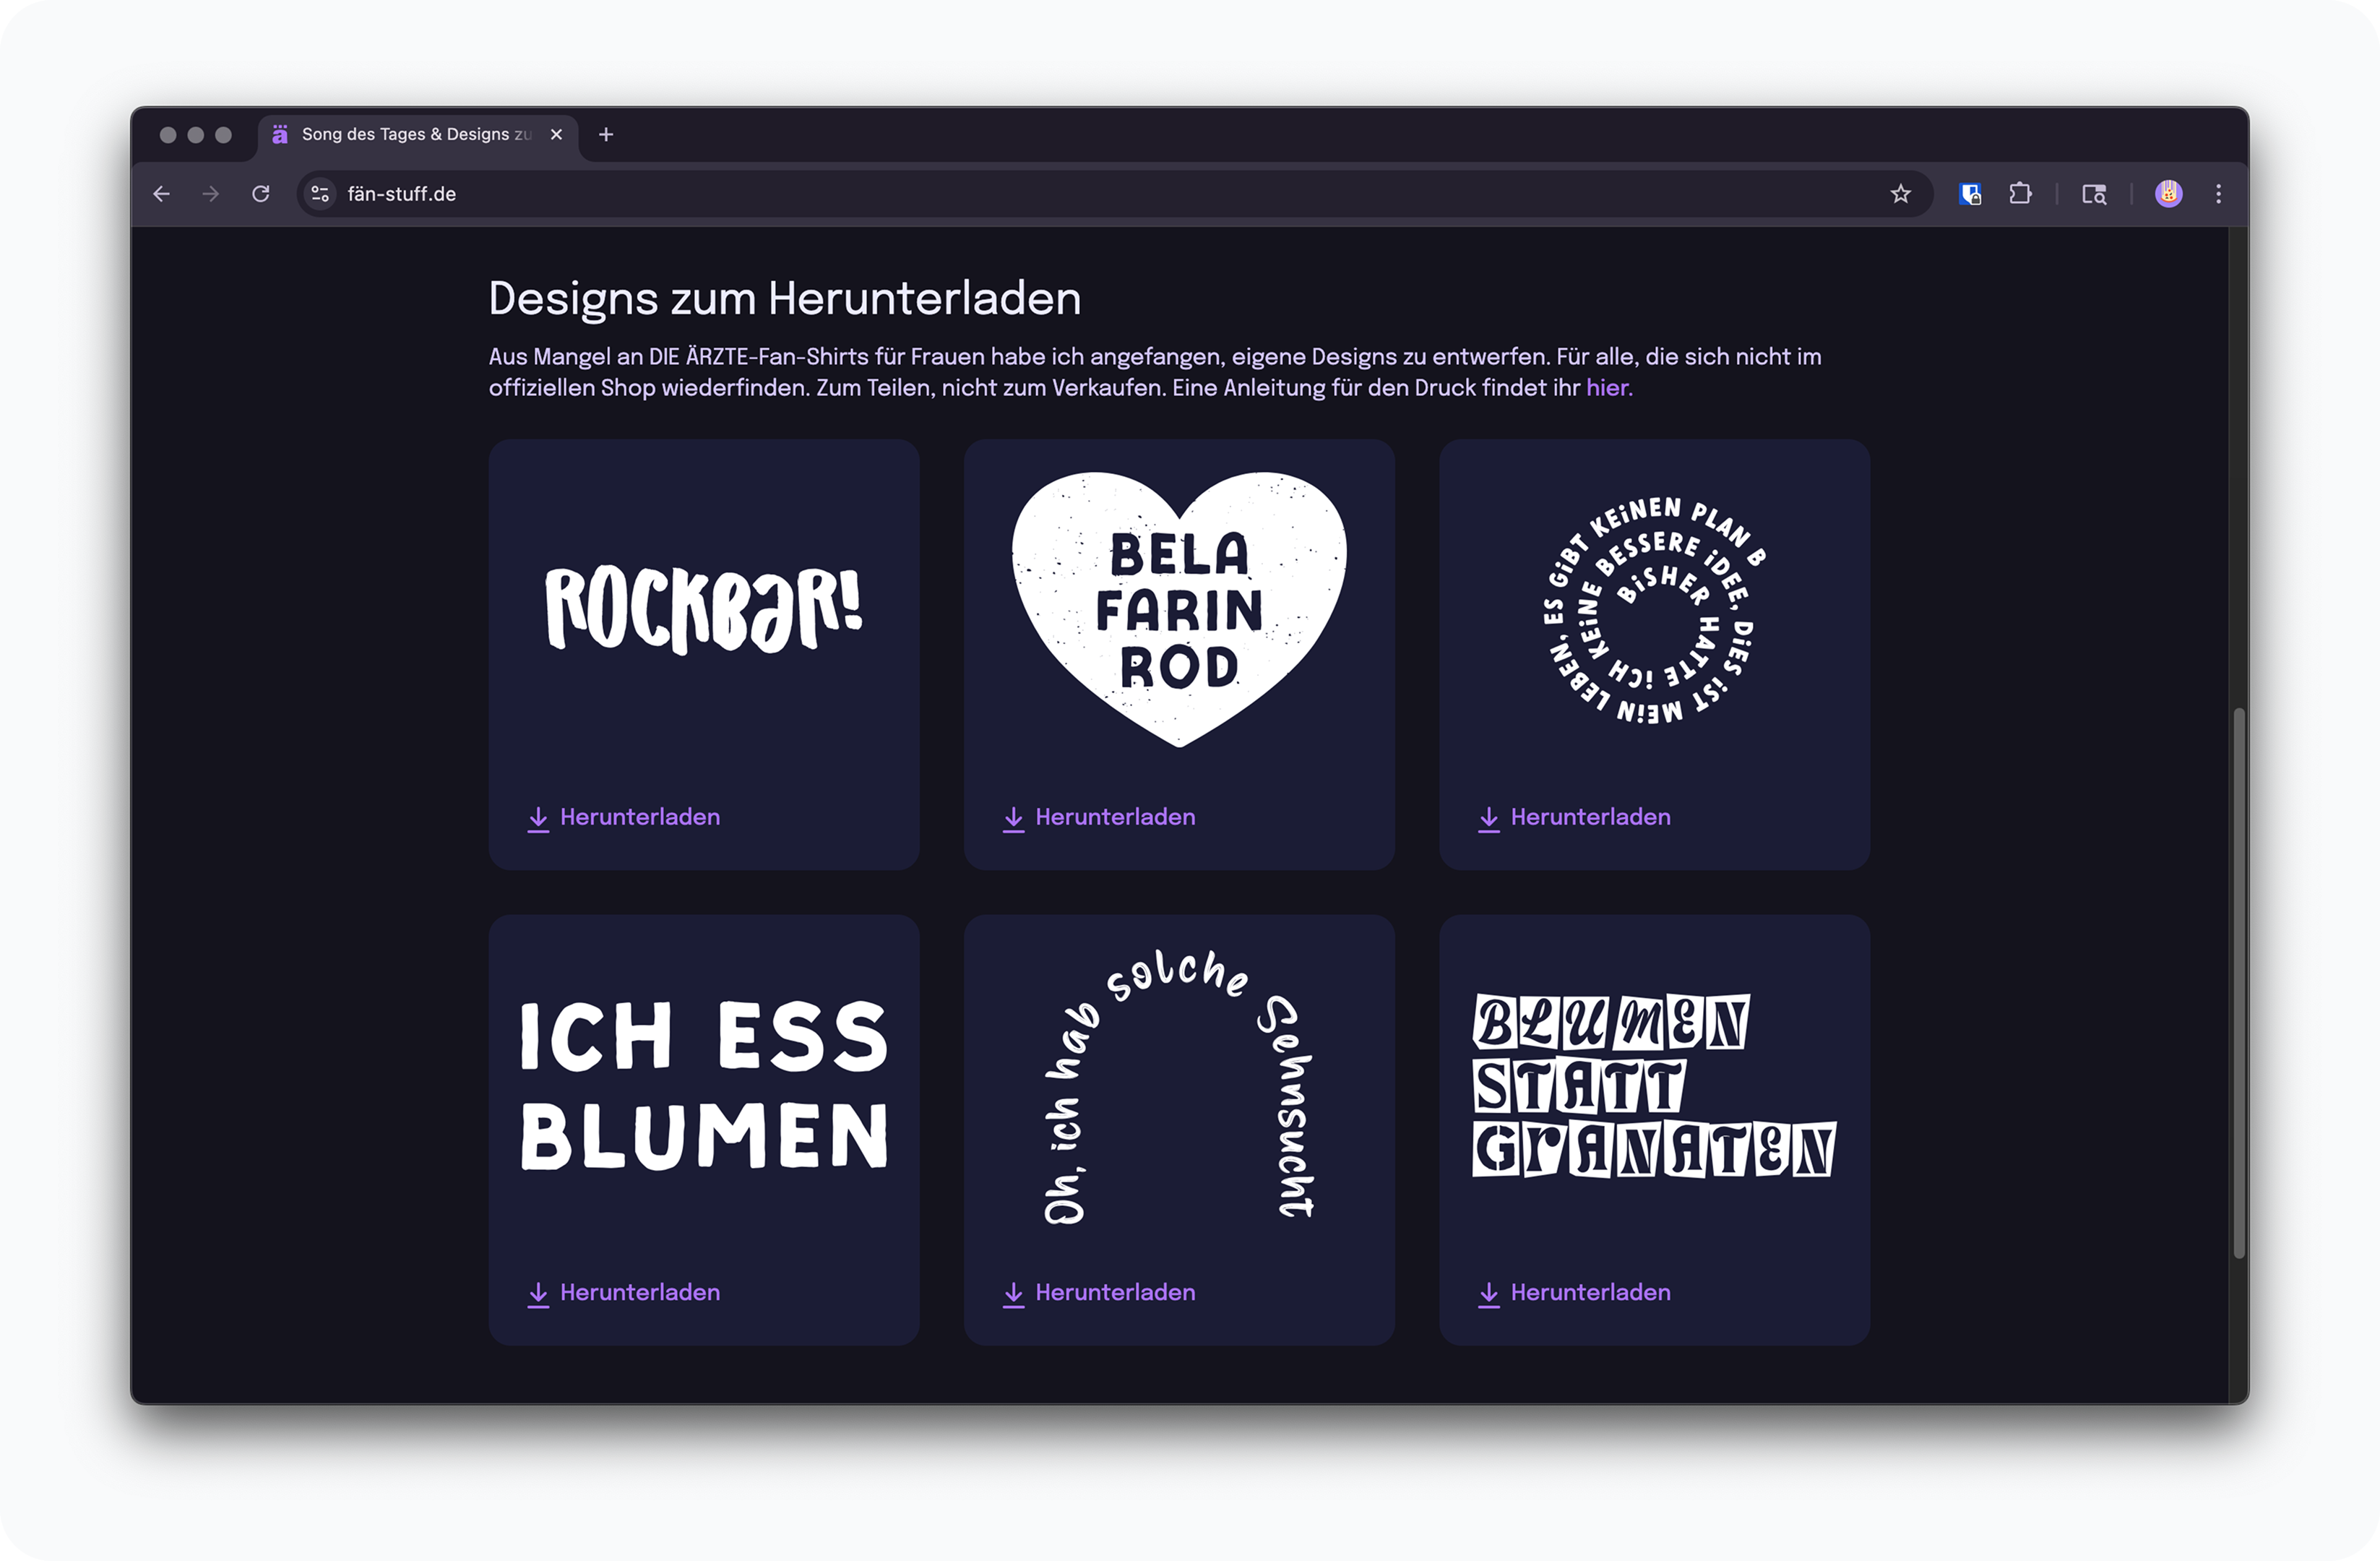 Song des Tages & Designs zu
fän-stuff.de
Designs zum Herunterladen
Aus Mangel an DIE ÄRZTE-Fan-Shirts für Frauen habe ich angefangen, eigene Designs zu entwerfen. Für alle, die sich nicht im
offiziellen Shop wiederfinden. Zum Teilen, nicht zum Verkaufen. Eine Anleitung für den Druck findet ihr hier.
ROCKBAR!
BELA
FARIN
ROD
BiSHER HATTE iCH KEiNE BESSERE iDEE, DiES iST MEiN LEBEN, ES GiBT KEiNEN PLAN B
Herunterladen
Herunterladen
Herunterladen
ICH ESS
BLUMEN
Oh, ich hab solche Sehnsucht
BLUMEN
STATT
GrANATEN
Herunterladen
Herunterladen
Herunterladen